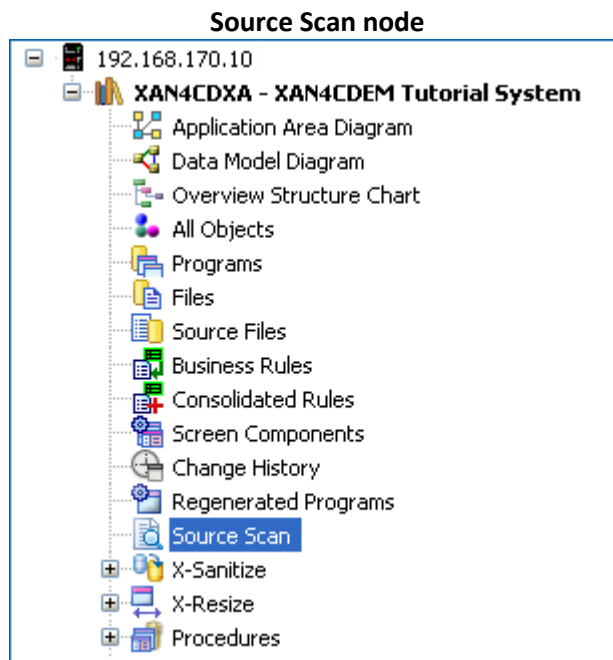 Source Scan node
192.168.170.10
XAN4CDXA - XAN4CDEM Tutorial System
Application Area Diagram
Data Model Diagram
Overview Structure Chart
All Objects
Programs
Files
Source Files
Business Rules
Consolidated Rules
Screen Components
Change History
Regenerated Programs
Source Scan
X-Sanitize
X-Resize
Procedures